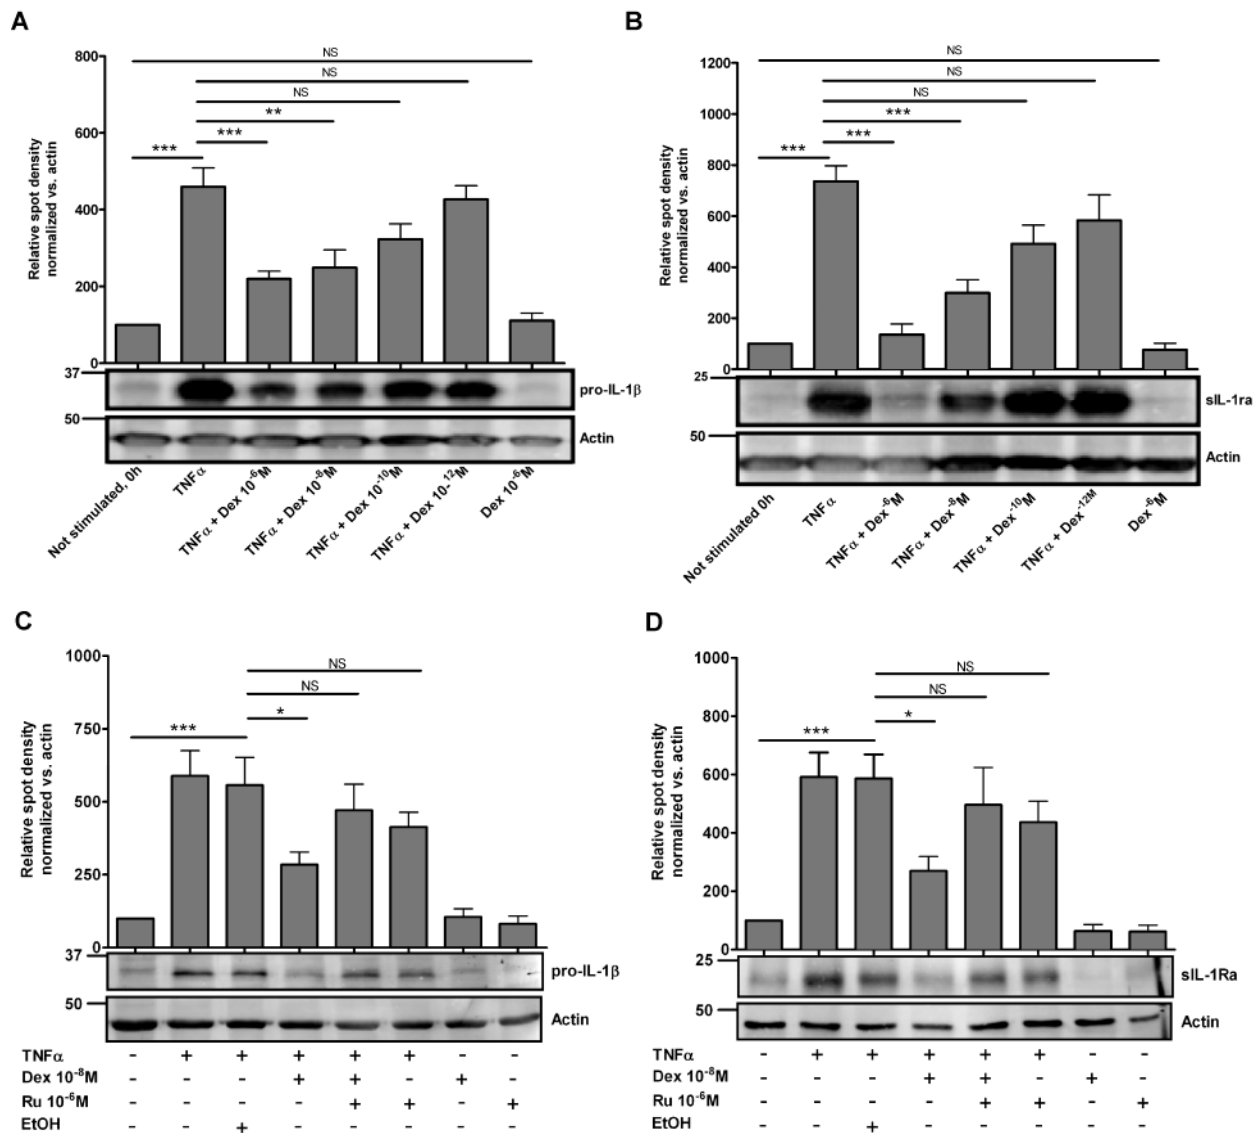 A
Relative spot density
normalized vs. actin
800
600
400
200
0
NS
NS
NS
**
***
***
37
pro-IL-1β
50
Actin
Not stimulated, 0h
TNFα
TNFα + Dex 10⁻⁶M
TNFα + Dex 10⁻⁸M
TNFα + Dex 10⁻¹⁰M
TNFα + Dex 10-¹²M
Dex 10⁻⁶M
B
Relative spot density
normalized vs. actin
1200
1000
800
600
400
200
0
NS
NS
NS
***
***
***
25
sIL-1ra
50
Actin
Not stimulated 0h
TNFα
TNFα + Dex⁻⁶M
TNFα + Dex⁻⁸M
TNFα + Dex⁻¹⁰M
TNFα + Dex⁻¹²ᴹ
Dex⁻⁶M
C
Relative spot density
normalized vs. actin
1000
750
500
250
0
NS
NS
*
***
37
pro-IL-1β
50
Actin
TNFα - + + + + + - -
Dex 10⁻⁸M - - - + + - + -
Ru 10⁻⁶M - - - - + + - +
EtOH - - + - - - - -
D
Relative spot density
normalized vs. actin
1000
800
600
400
200
0
NS
NS
*
***
25
sIL-1Ra
50
Actin
TNFα - + + + + + - -
Dex 10⁻⁸M - - - + + - + -
Ru 10⁻⁶M - - - - + + - +
EtOH - - + - - - - -